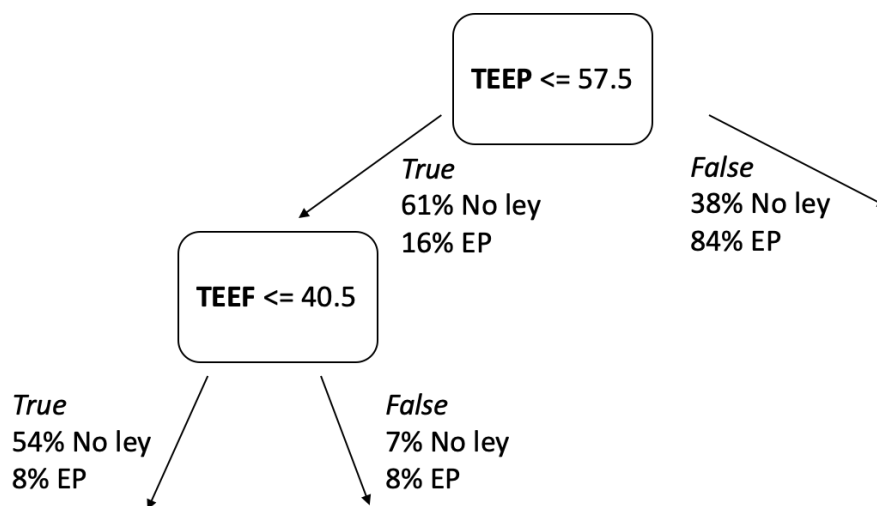 TEEP <= 57.5
True
61% No ley
16% EP
False
38% No ley
84% EP
TEEF <= 40.5
True
54% No ley
8% EP
False
7% No ley
8% EP